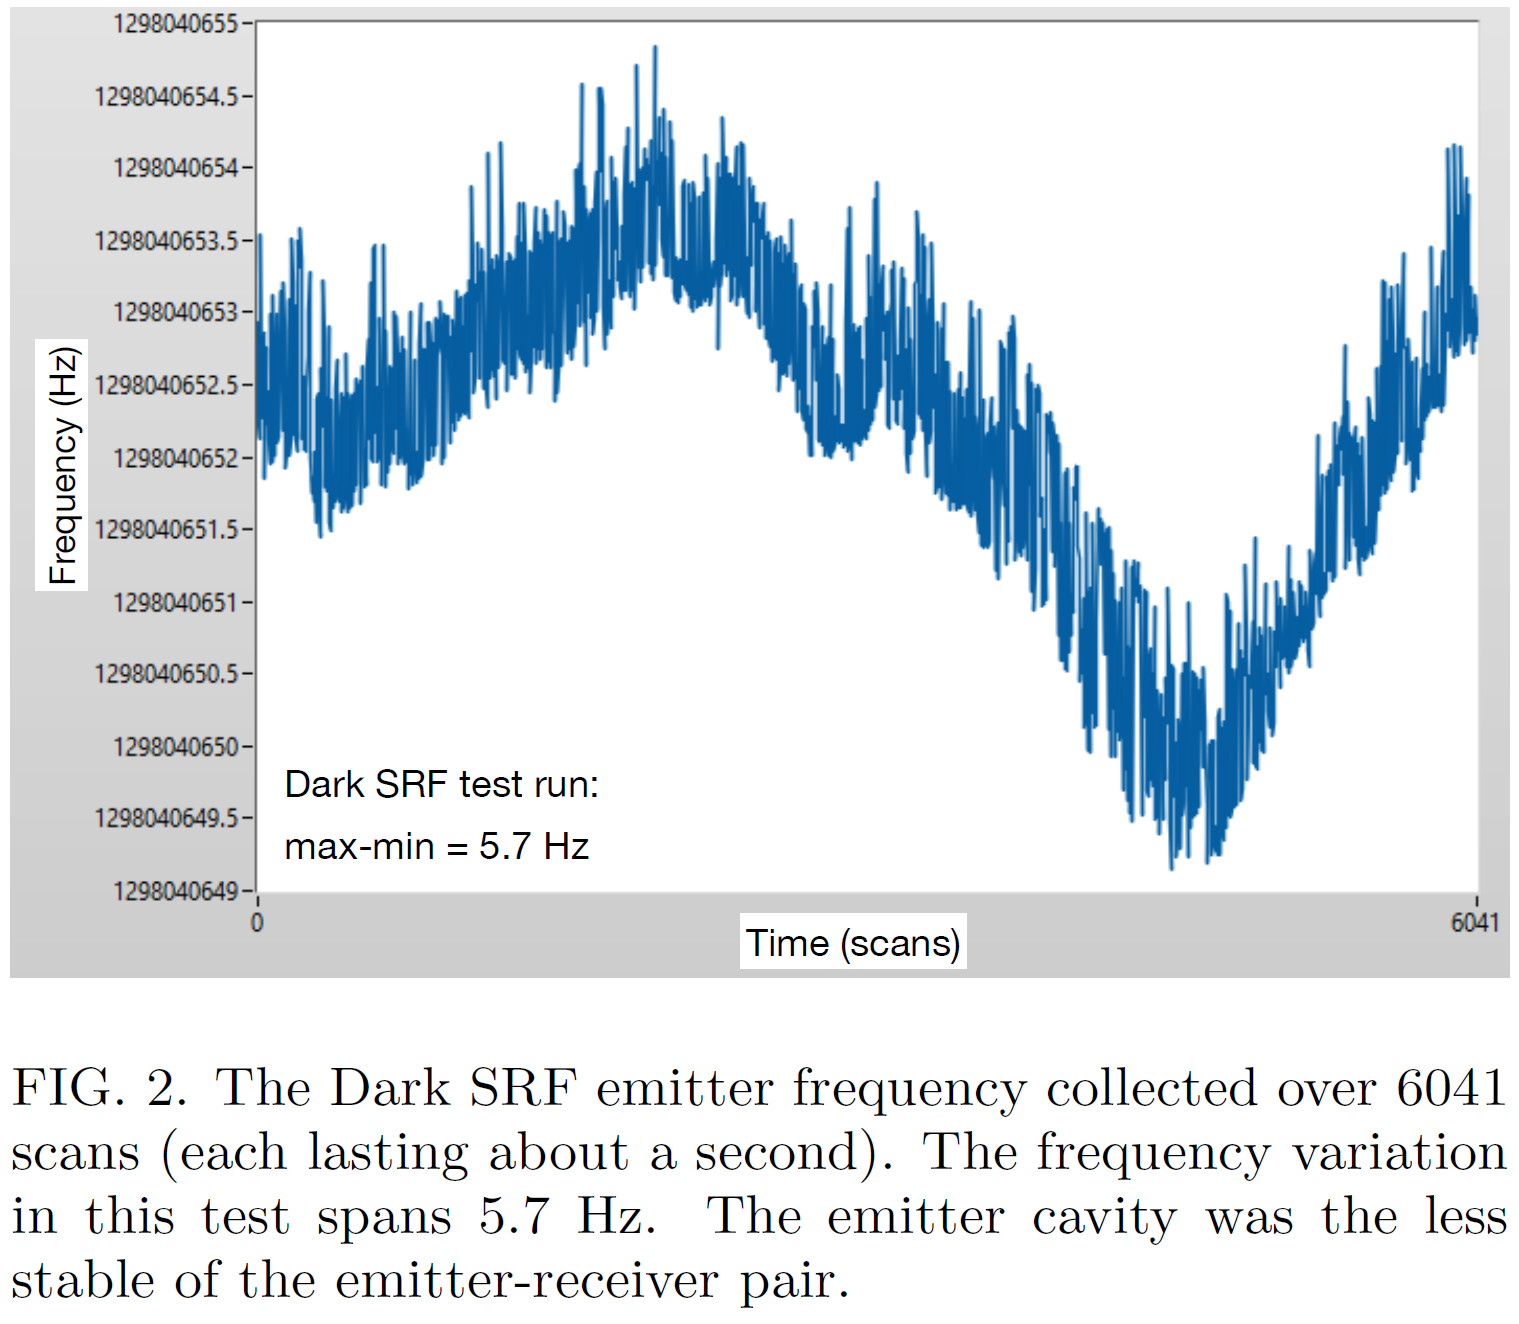 1298040655
1298040654.5
1298040654
1298040653.5
1298040653
1298040652.5
1298040652
1298040651.5
1298040651
1298040650.5
1298040650
1298040649.5
1298040649
Frequency (Hz)
Dark SRF test run:
max-min = 5.7 Hz
0
6041
Time (scans)
FIG. 2. The Dark SRF emitter frequency collected over 6041
scans (each lasting about a second). The frequency variation
in this test spans 5.7 Hz. The emitter cavity was the less
stable of the emitter-receiver pair.